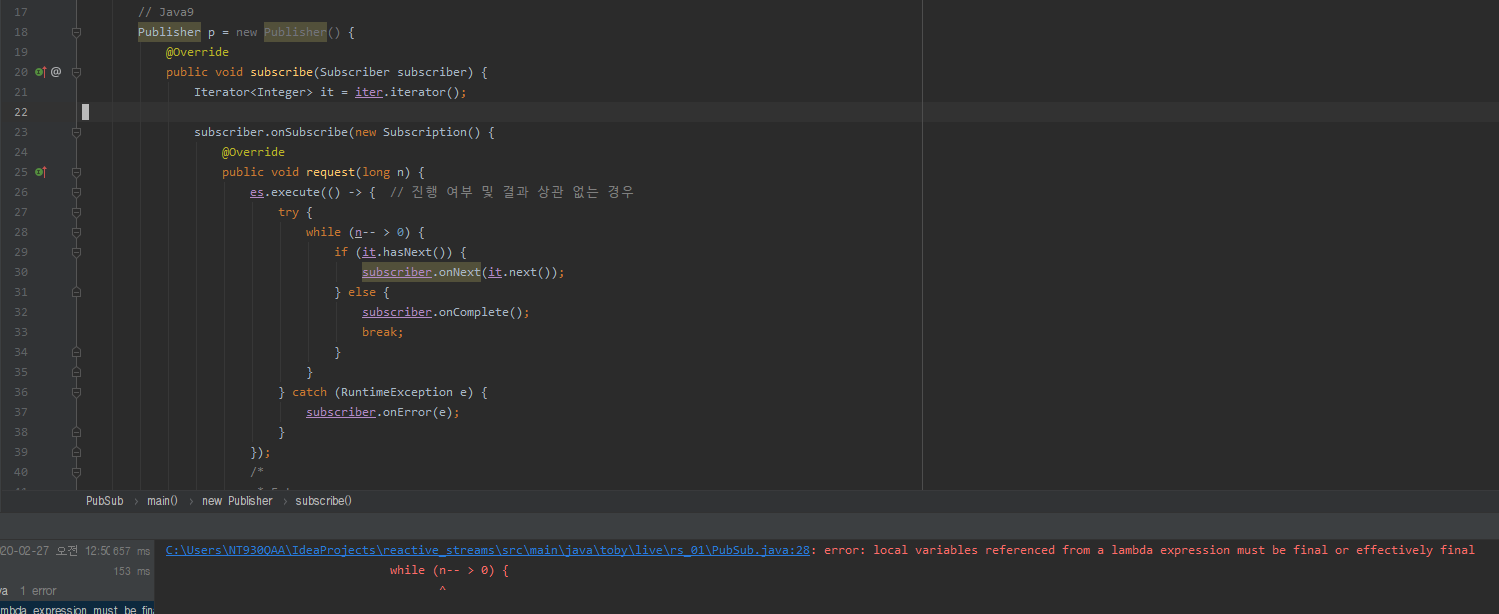 17 // Java9
18 Publisher p = new Publisher() {
19 @Override
20 @ public void subscribe(Subscriber subscriber) {
21 Iterator<Integer> it = iter.iterator();
22
23 subscriber.onSubscribe(new Subscription() {
24 @Override
25 public void request(long n) {
26 es.execute(() -> { // 진행 여부 및 결과 상관 없는 경우
27 try {
28 while (n-- > 0) {
29 if (it.hasNext()) {
30 subscriber.onNext(it.next());
31 } else {
32 subscriber.onComplete();
33 break;
34 }
35 }
36 } catch (RuntimeException e) {
37 subscriber.onError(e);
38 }
39 });
40 /*
PubSub › main() › new Publisher › subscribe()
20-02-27 오전 12:50 657 ms C:\Users\NT930QAA\IdeaProjects\reactive_streams\src\main\java\toby\live\rs_01\PubSub.java:28: error: local variables referenced from a lambda expression must be final or effectively final
153 ms while (n-- > 0) {
^
va 1 error
mbda expression must be fina